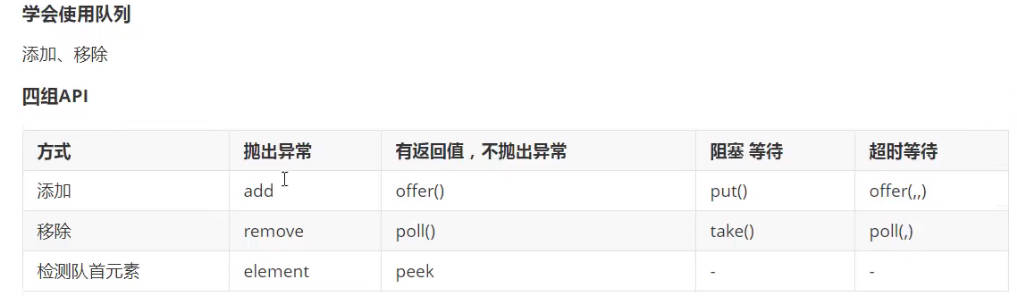 学会使用队列
添加、移除
四组API
方式 抛出异常 有返回值，不抛出异常 阻塞 等待 超时等待
添加 add offer() put() offer(,,)
移除 remove poll() take() poll(,)
检测队首元素 element peek - -